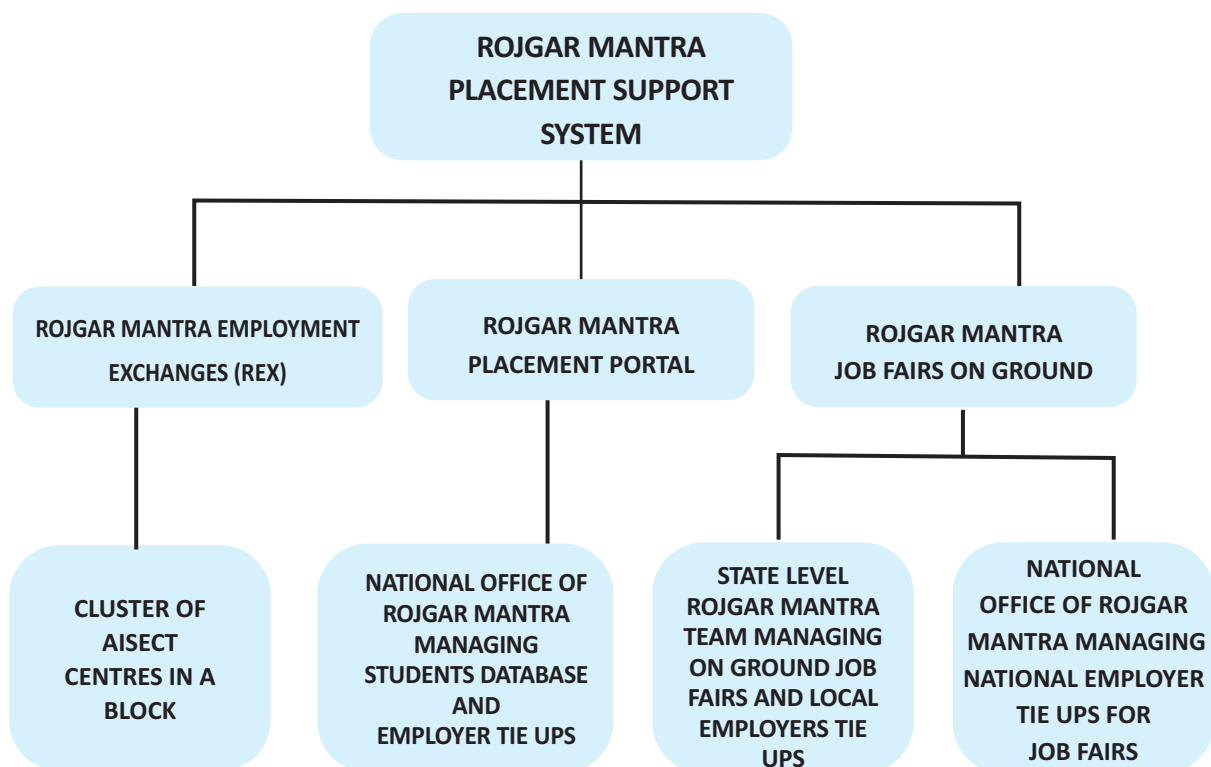 ROJGAR MANTRA
PLACEMENT SUPPORT
SYSTEM
ROJGAR MANTRA EMPLOYMENT
EXCHANGES (REX)
ROJGAR MANTRA
PLACEMENT PORTAL
ROJGAR MANTRA
JOB FAIRS ON GROUND
CLUSTER OF
AISECT
CENTRES IN A
BLOCK
NATIONAL OFFICE OF
ROJGAR MANTRA
MANAGING
STUDENTS DATABASE
AND
EMPLOYER TIE UPS
STATE LEVEL
ROJGAR MANTRA
TEAM MANAGING
ON GROUND JOB
FAIRS AND LOCAL
EMPLOYERS TIE
UPS
NATIONAL
OFFICE OF ROJGAR
MANTRA MANAGING
NATIONAL EMPLOYER
TIE UPS FOR
JOB FAIRS